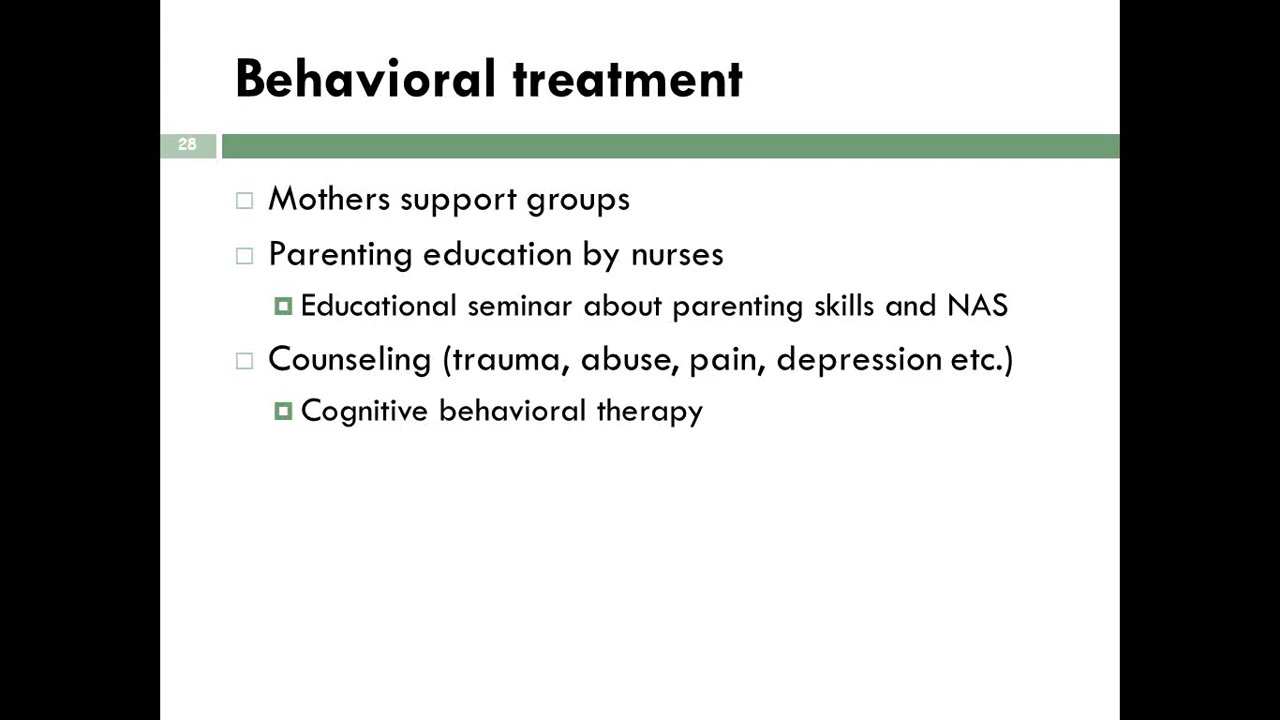 Behavioral treatment
28
Mothers support groups
Parenting education by nurses
Educational seminar about parenting skills and NAS
Counseling (trauma, abuse, pain, depression etc.)
Cognitive behavioral therapy